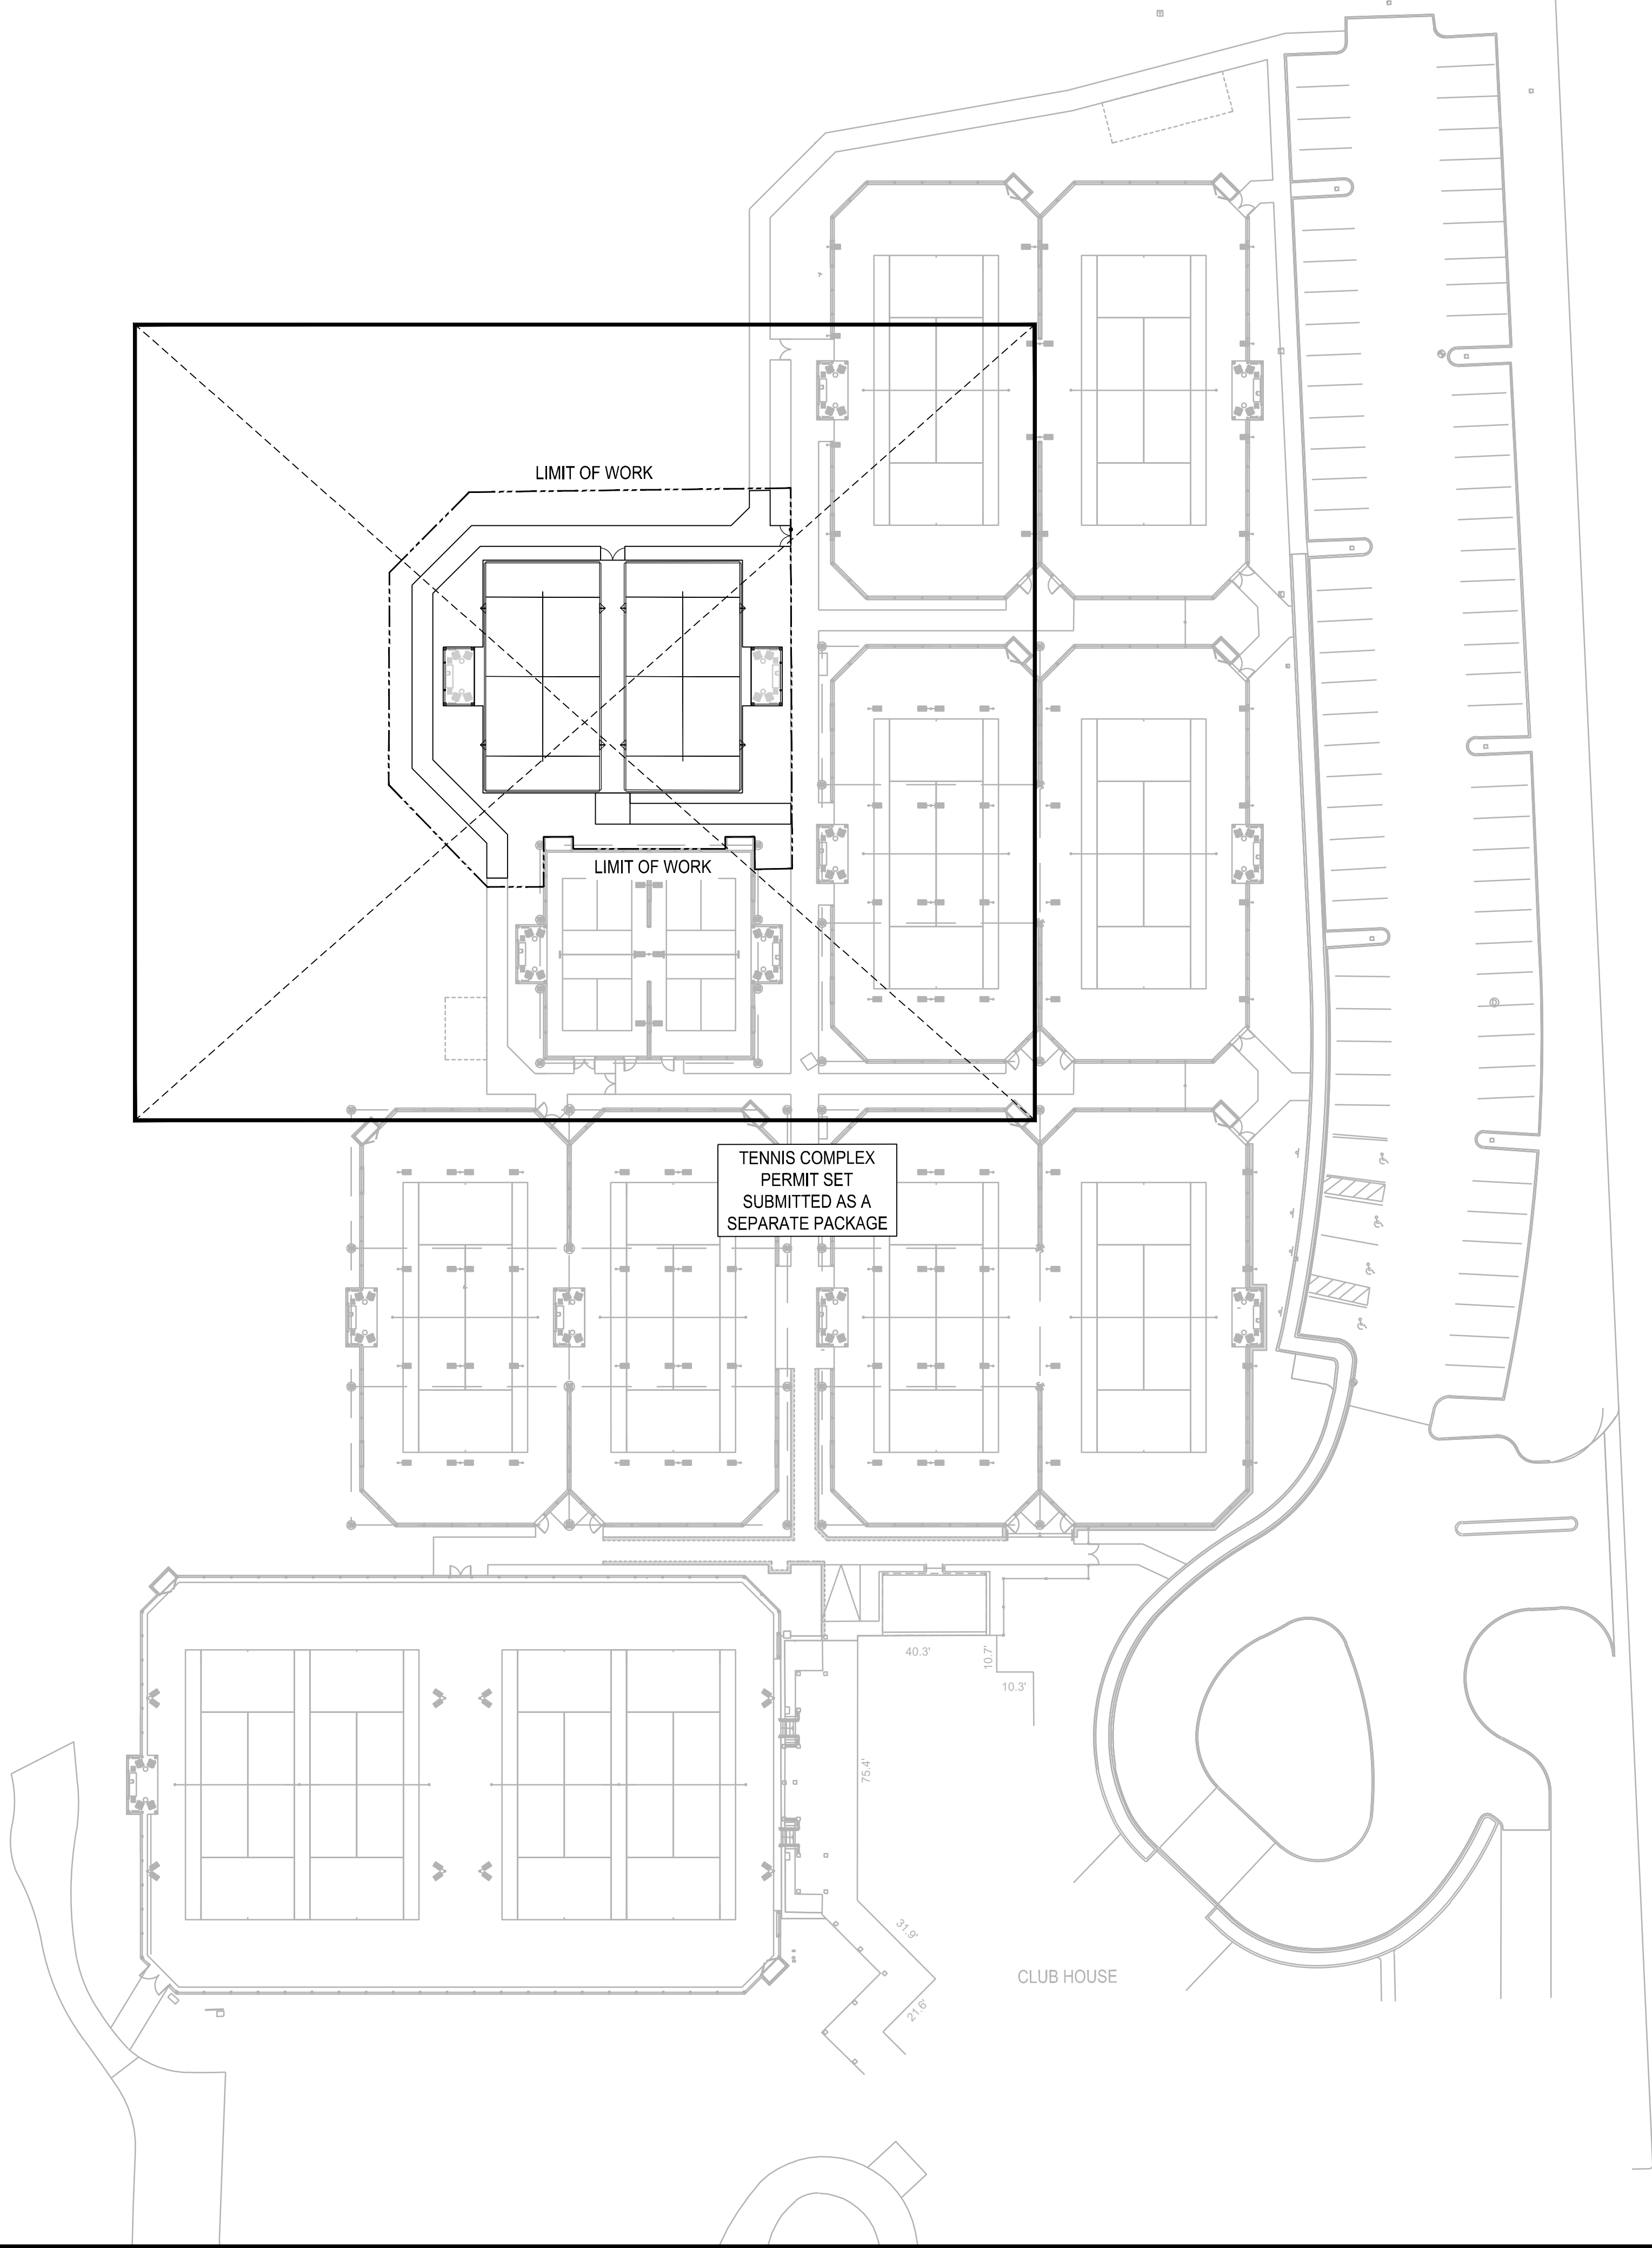 LIMIT OF WORK
LIMIT OF WORK
TENNIS COMPLEX
PERMIT SET
SUBMITTED AS A
SEPARATE PACKAGE
40.3'
10.7'
10.3'
75.4'
31.9'
CLUB HOUSE
21.6'